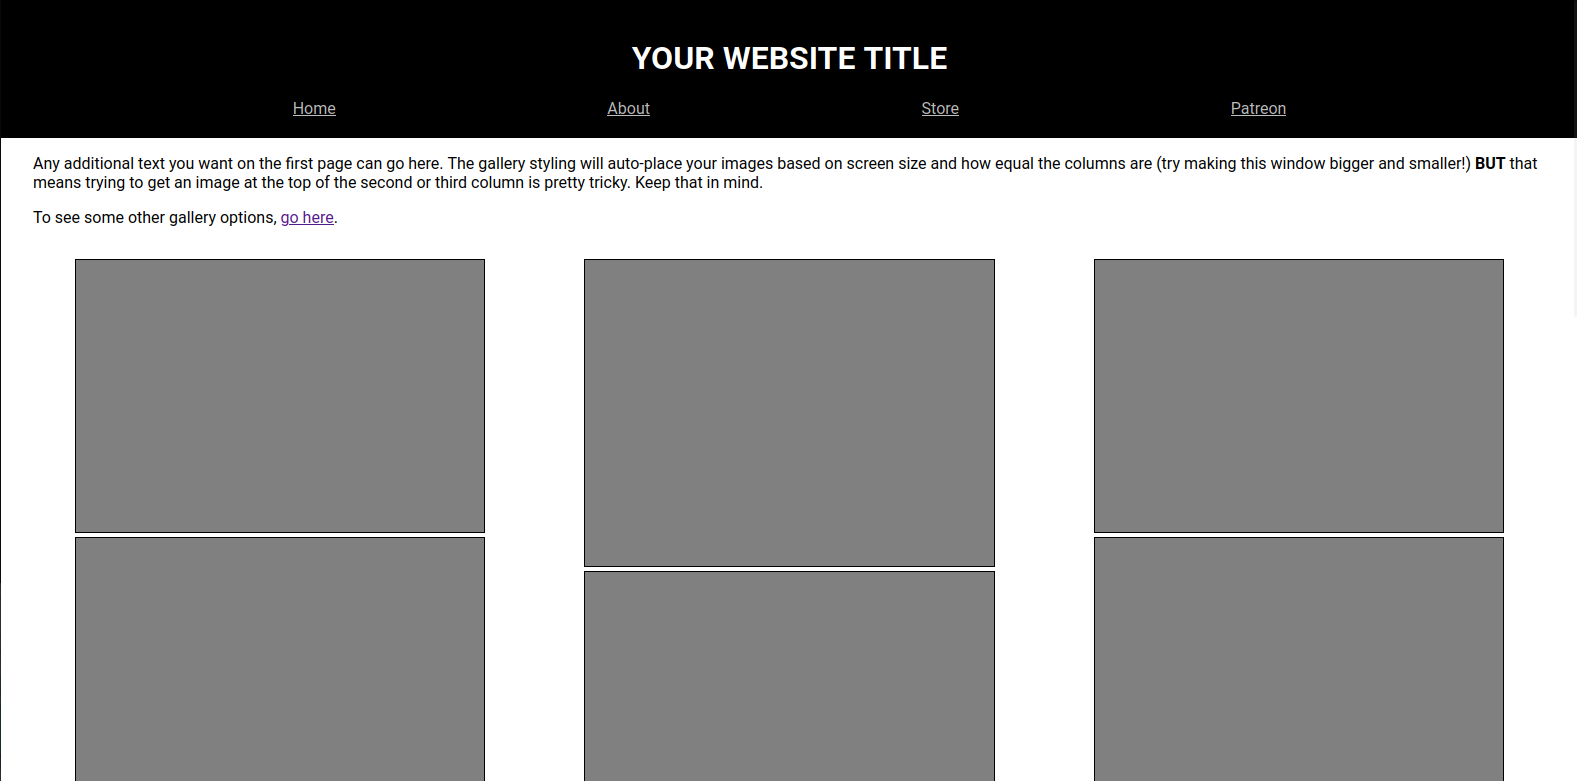 YOUR WEBSITE TITLE
Home About Store Patreon
Any additional text you want on the first page can go here. The gallery styling will auto-place your images based on screen size and how equal the columns are (try making this window bigger and smaller!) BUT that
means trying to get an image at the top of the second or third column is pretty tricky. Keep that in mind.
To see some other gallery options, go here.